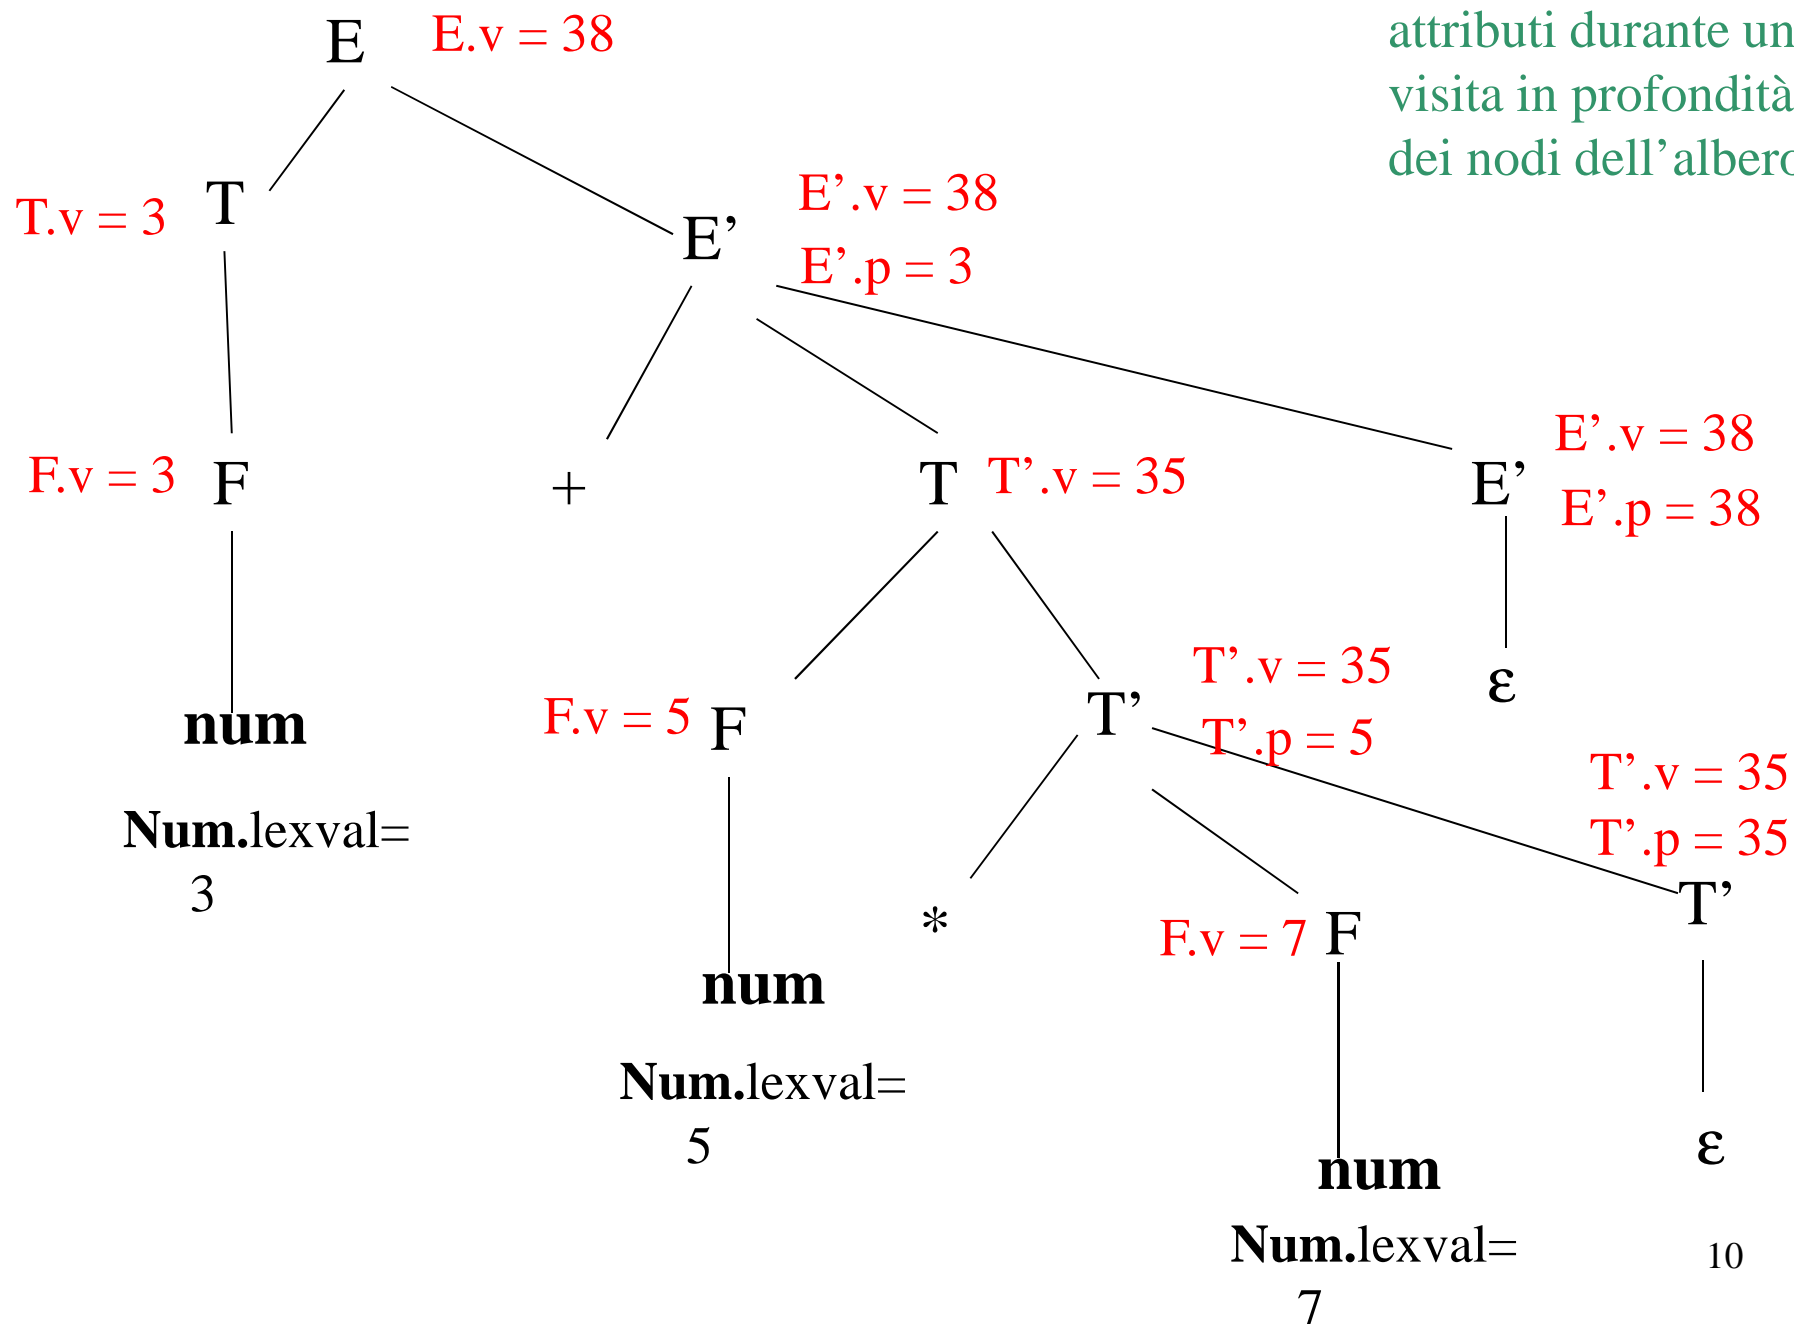 E
E.v = 38
attributi durante un
visita in profondità
dei nodi dell’albero
T.v = 3
T
E’
E’.v = 38
E’.p = 3
F.v = 3
F
+
T
T’.v = 35
E’
E’.v = 38
E’.p = 38
num
F.v = 5
F
T’
T’.v = 35
T’.p = 5
ε
Num.lexval=
3
T’.v = 35
T’.p = 35
*
F.v = 7
F
T’
num
Num.lexval=
5
num
ε
Num.lexval=
7
10